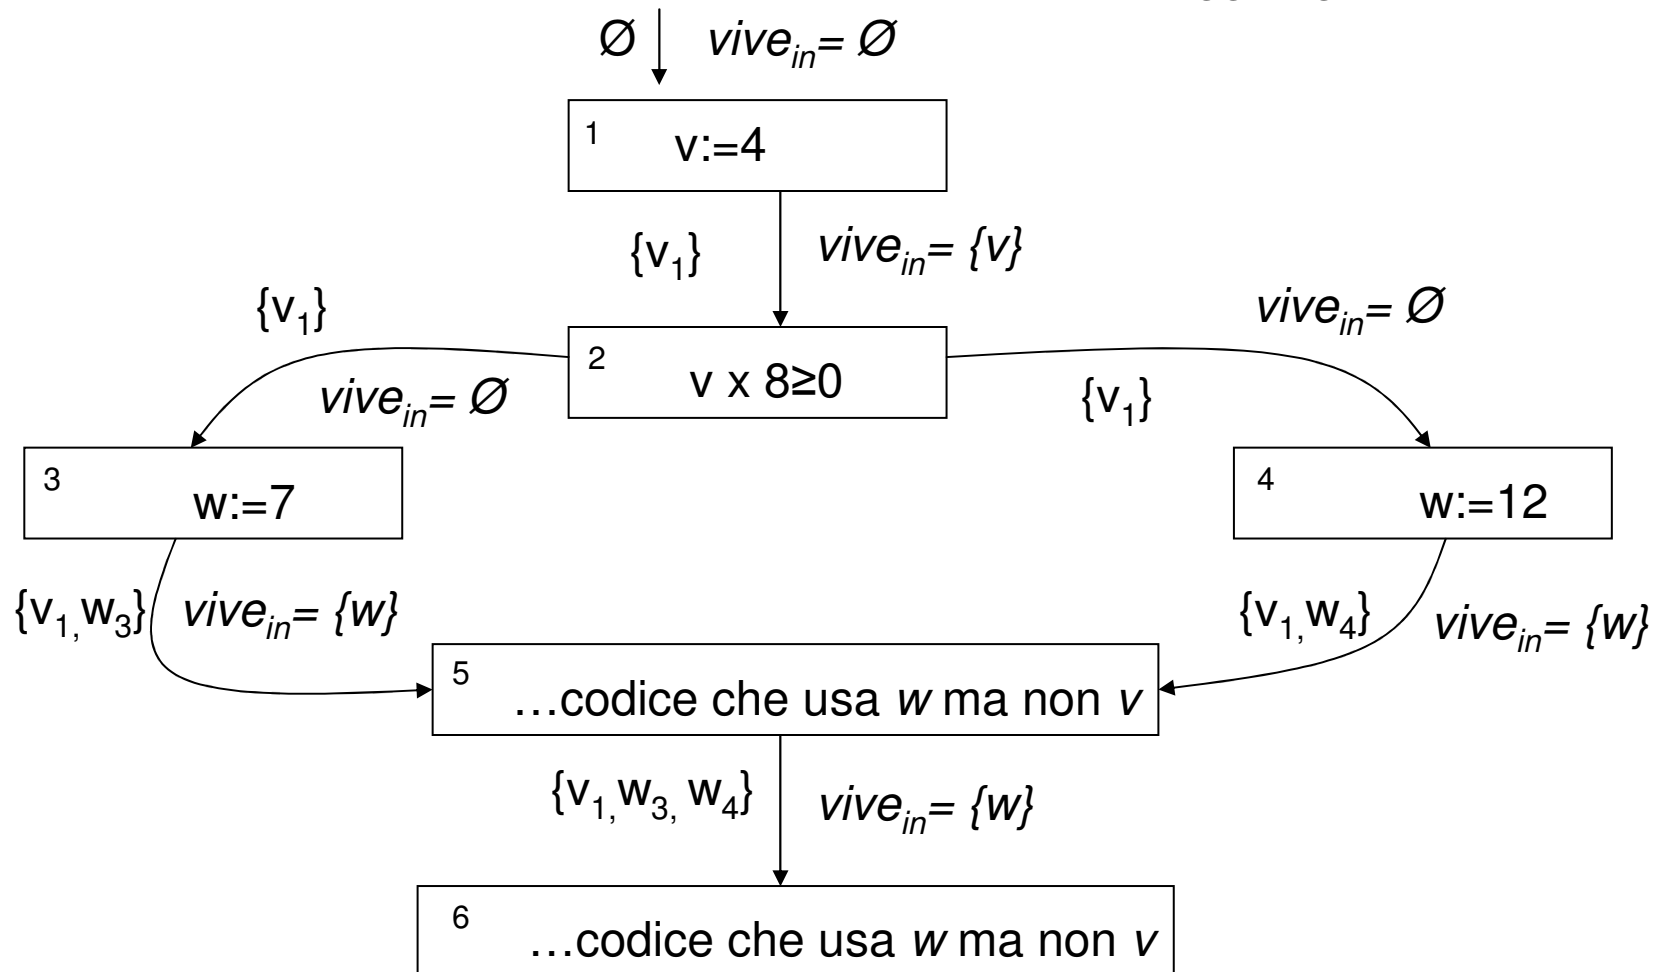 Ø vive_in= Ø
1 v:=4
{v_1} vive_in= {v}
{v_1} vive_in= Ø
2 v x 8≥0
vive_in= Ø {v_1}
3 w:=7
4 w:=12
{v_1,w_3} vive_in= {w}
{v_1,w_4} vive_in= {w}
5 …codice che usa w ma non v
{v_1,w_3, w_4} vive_in= {w}
6 …codice che usa w ma non v